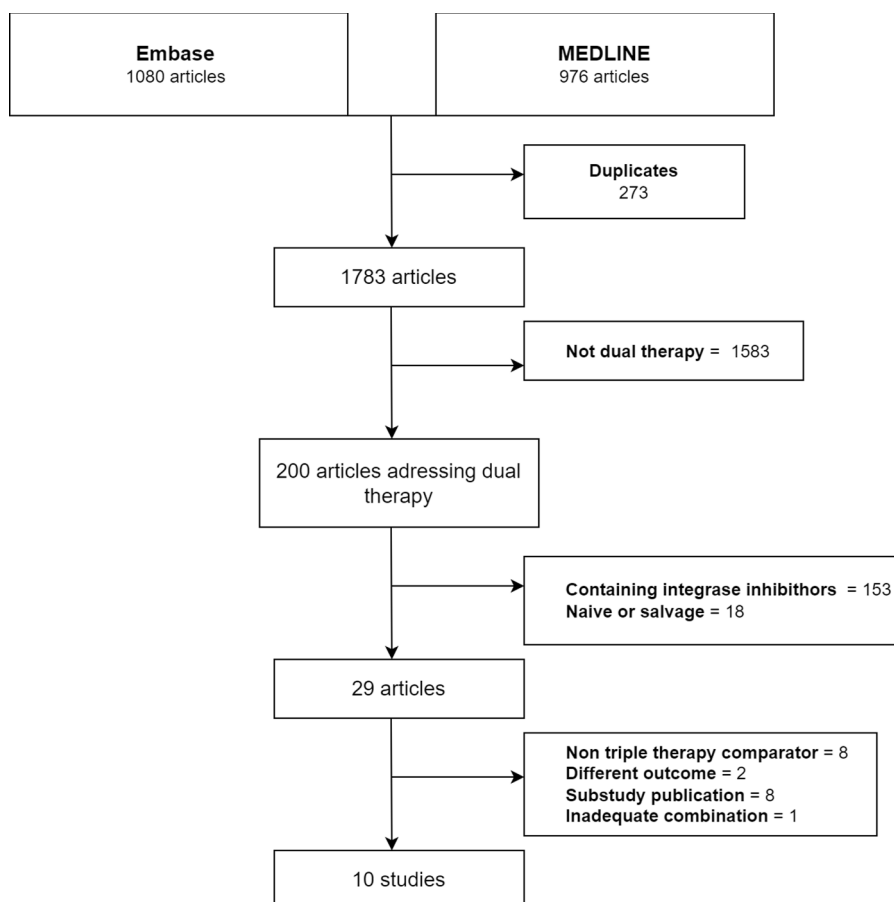 Embase
1080 articles
MEDLINE
976 articles
Duplicates
273
1783 articles
Not dual therapy = 1583
200 articles adressing dual
therapy
Containing integrase inhibithors = 153
Naive or salvage = 18
29 articles
Non triple therapy comparator = 8
Different outcome = 2
Substudy publication = 8
Inadequate combination = 1
10 studies